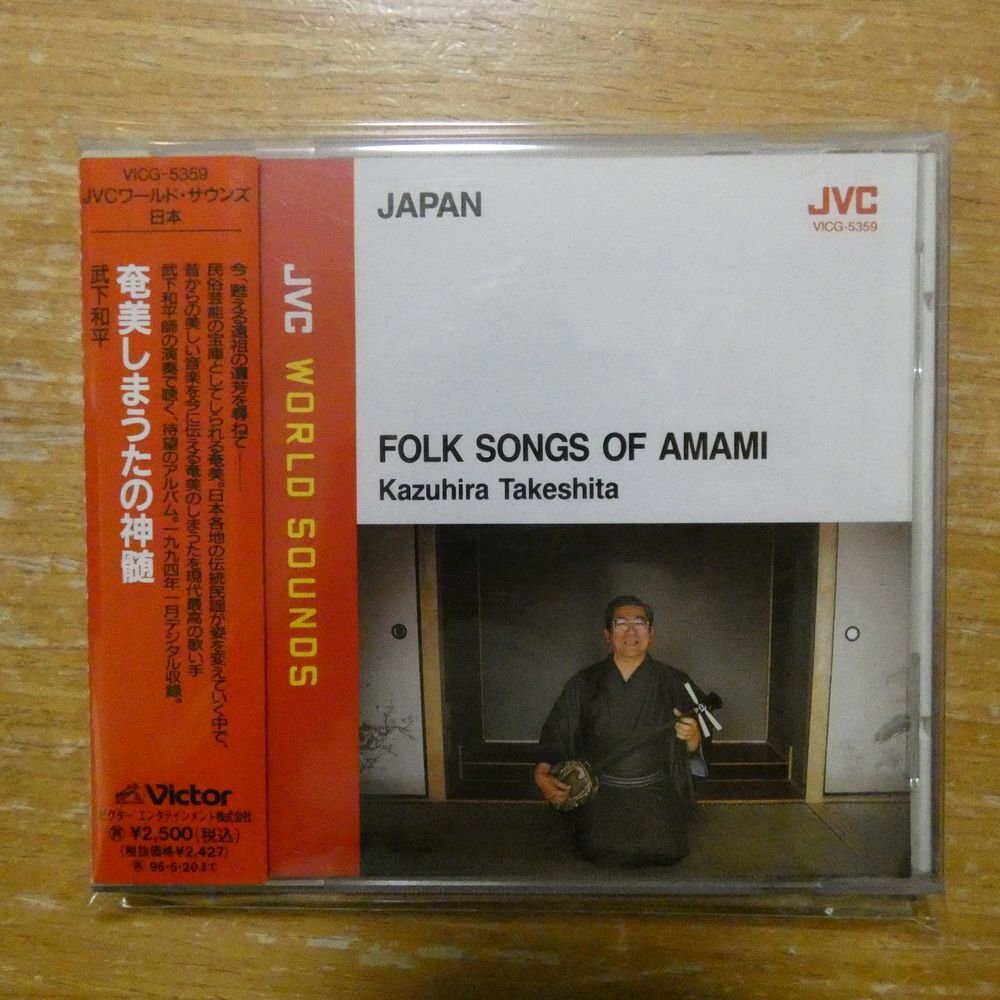 VICG-5359
JVCワールド・サウンズ
日本
今、甦える遠祖の遺芳を尋ねて——
民俗芸能の宝庫としてしられる奄美。日本各地の伝統民謡が姿を変えていく中で、
昔からの美しい音楽を今に伝える奄美のしまうたを現代最高の歌い手
武下和平師の演奏で聴く、待望のアルバム。一九九四年一月デジタル収録。
奄美しまうたの神髄
武下和平
Victor
ビクター エンタテインメント株式会社
¥2,500(税込)
(税抜価格¥2,427)
96・5・20まで
JVC WORLD SOUNDS
JAPAN
JVC
VICG-5359
FOLK SONGS OF AMAMI
Kazuhira Takeshita